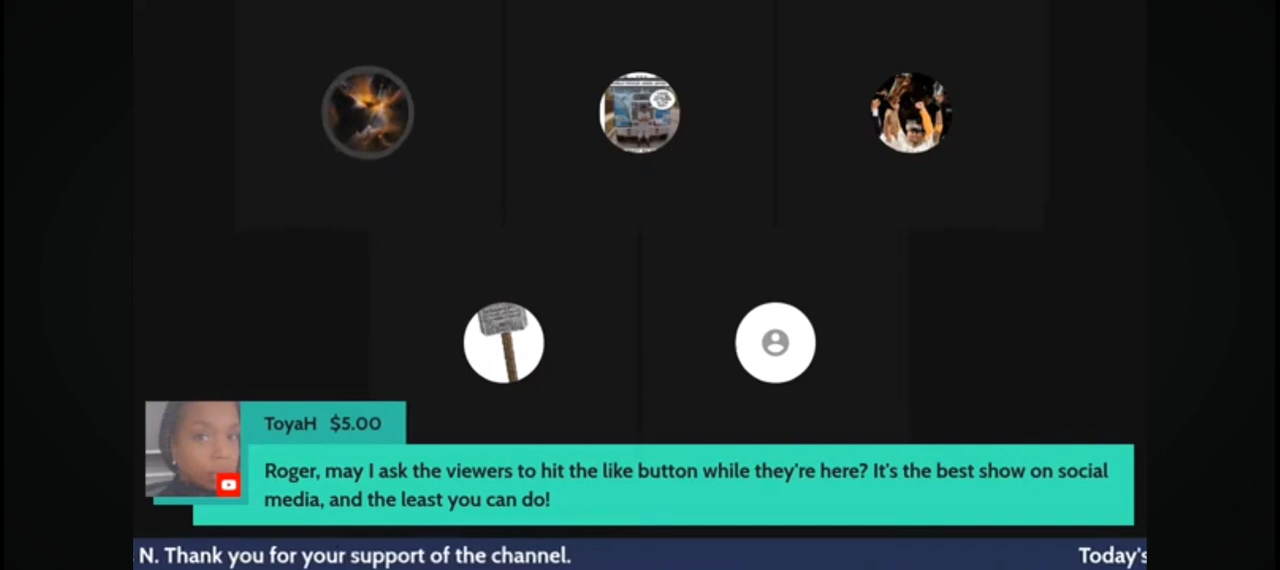 ToyaH $5.00
Roger, may I ask the viewers to hit the like button while they're here? It's the best show on social
media, and the least you can do!
N. Thank you for your support of the channel.
Today's